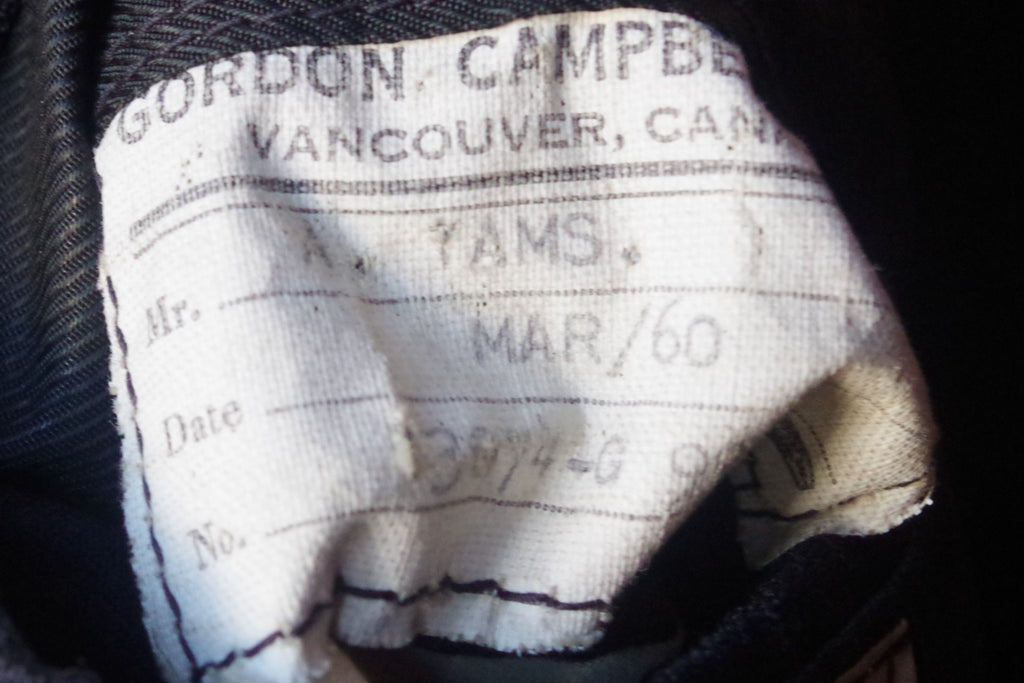 GORDON CAMPBE
VANCOUVER, CAN
Mr. YAMS.
Date MAR/60
No.